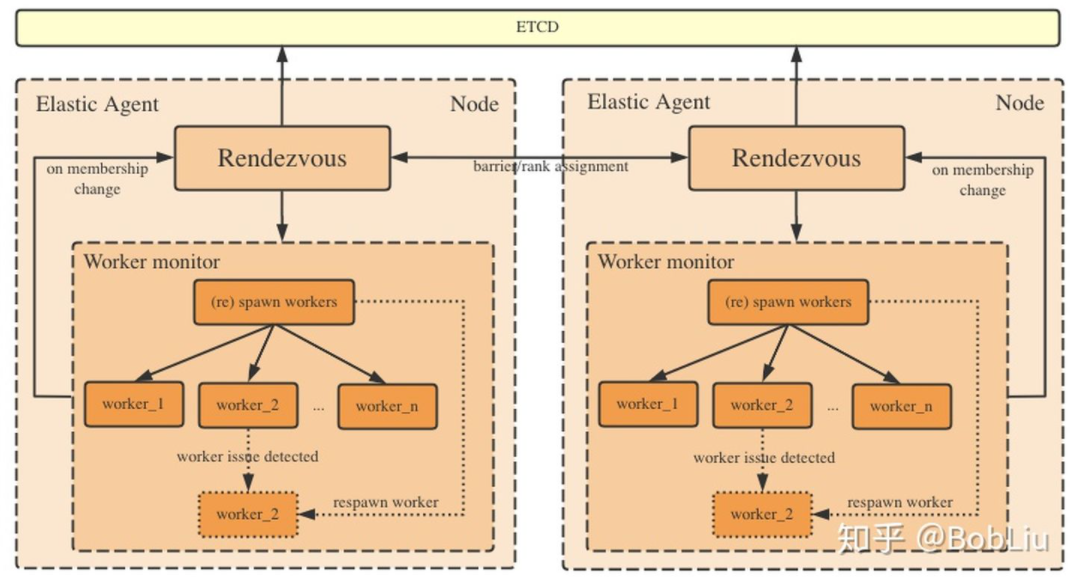 ETCD
Elastic Agent
Node
Rendezvous
on membership
change
barrier/rank assignment
Worker monitor
(re) spawn workers
worker_1
worker_2
...
worker_n
worker issue detected
worker_2
respawn worker
Elastic Agent
Node
Rendezvous
on membership
change
Worker monitor
(re) spawn workers
worker_1
worker_2
...
worker_n
worker issue detected
worker_2
respawn worker
知乎 @BobLiu